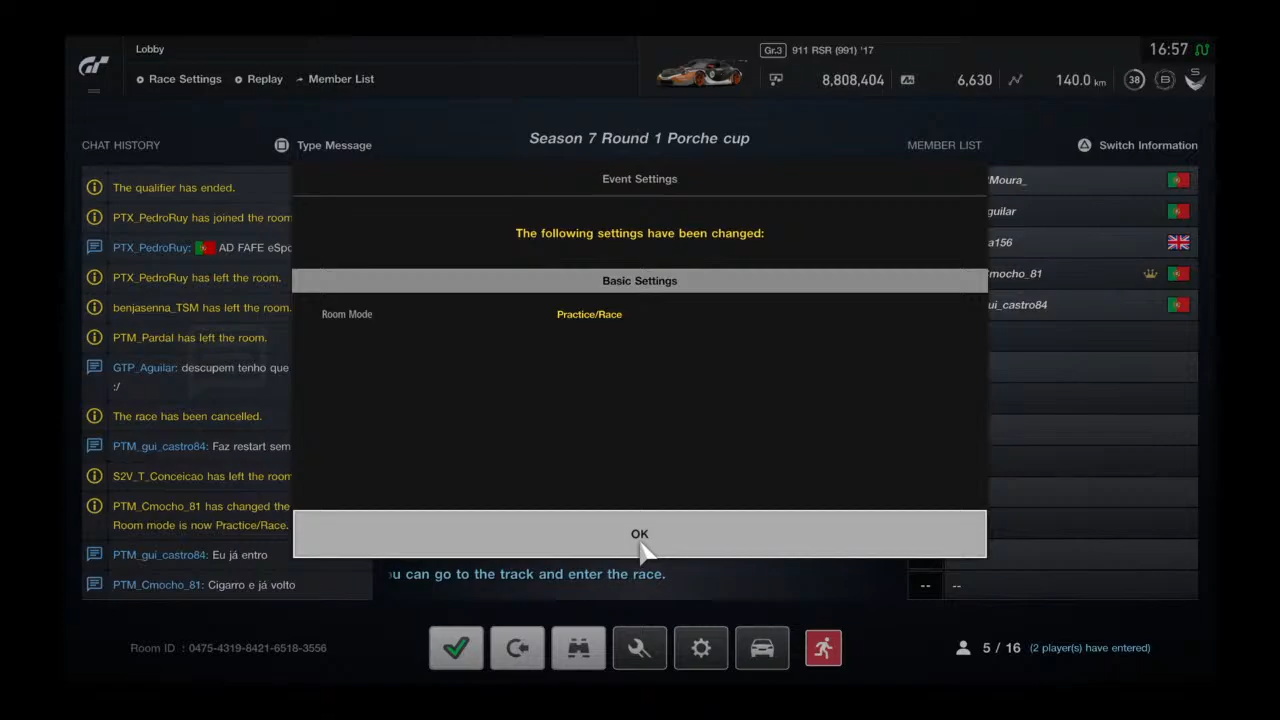 Lobby
Race Settings Replay Member List
Gr.3 911 RSR (991) '17
8,808,404 6,630 140.0 km 38 B S
16:57
CHAT HISTORY
Type Message
Season 7 Round 1 Porche cup
MEMBER LIST
Switch Information
The qualifier has ended.
PTX_PedroRuy has joined the room
PTX_PedroRuy: AD FAFE eSpo
PTX_PedroRuy has left the room.
benjasenna_TSM has left the room.
PTM_Pardal has left the room.
GTP_Aguilar: descupem tenho que
:/
The race has been cancelled.
PTM_gui_castro84: Faz restart sem
S2V_T_Conceicao has left the room
PTM_Cmocho_81 has changed the
Room mode is now Practice/Race.
PTM_gui_castro84: Eu já entro
PTM_Cmocho_81: Cigarro e já volto
Event Settings
The following settings have been changed:
Basic Settings
Room Mode Practice/Race
OK
ou can go to the track and enter the race.
Moura_
guilar
a156
mocho_81
ui_castro84
-- --
Room ID : 0475-4319-8421-6518-3556
5 / 16 (2 player(s) have entered)